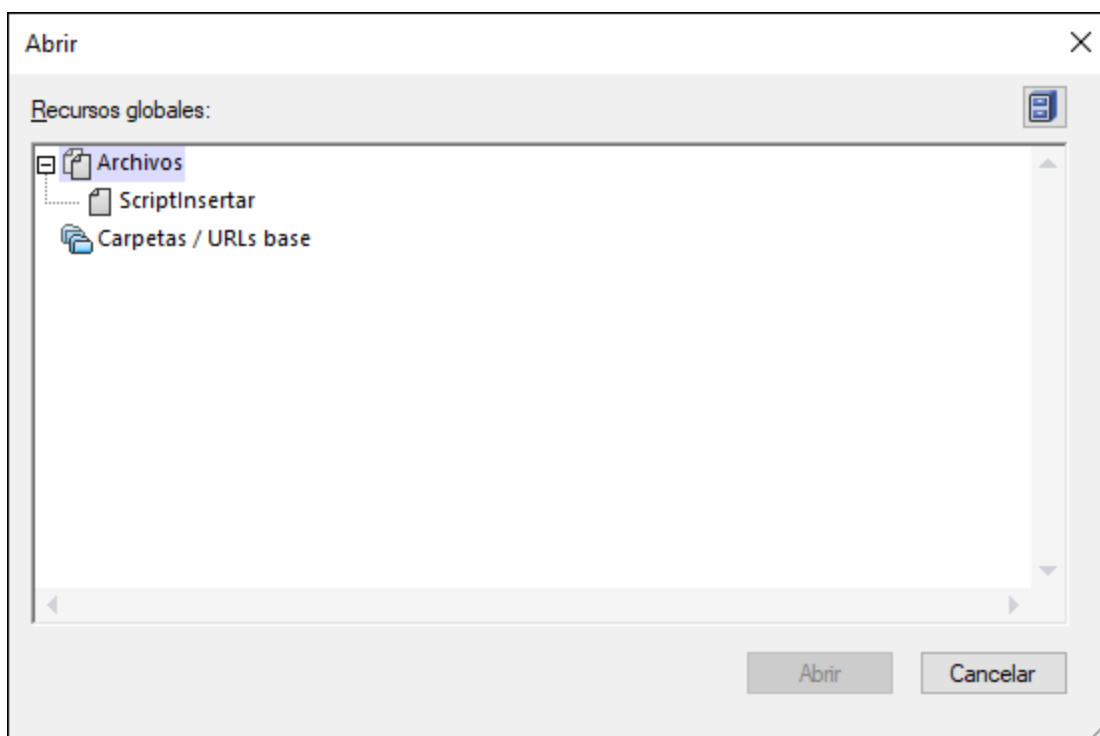 Abrir
Recursos globales:
Archivos
ScriptInsertar
Carpetas / URLs base
Abrir Cancelar